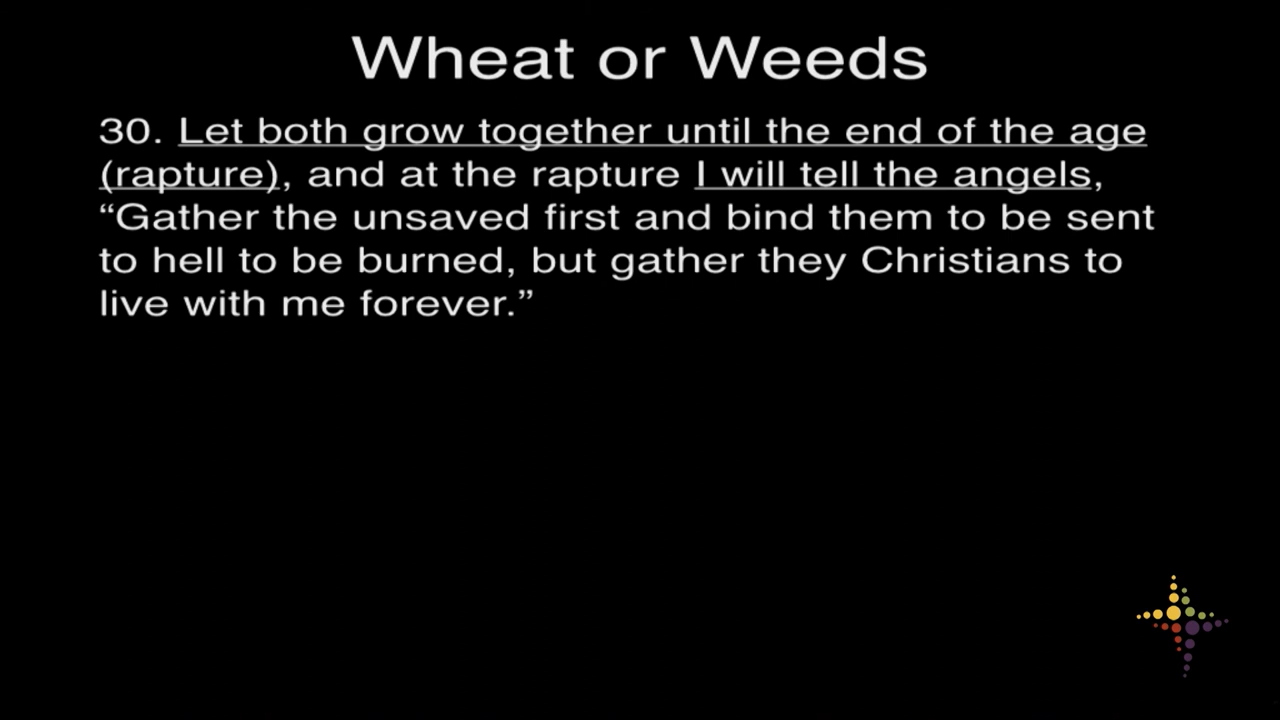 Wheat or Weeds
30. Let both grow together until the end of the age
(rapture), and at the rapture I will tell the angels,
“Gather the unsaved first and bind them to be sent
to hell to be burned, but gather they Christians to
live with me forever.”